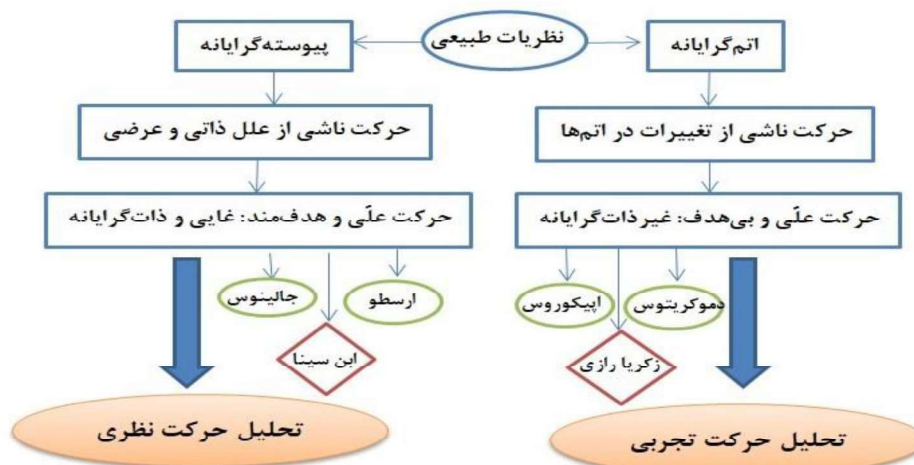 نظریات طبیعی
اتم‌گرایانه
پیوسته‌گرایانه
حرکت ناشی از تغییرات در اتم‌ها
حرکت ناشی از علل ذاتی و عرضی
حرکت علّی و بی‌هدف: غیرذات‌گرایانه
حرکت علّی و هدف‌مند: غایی و ذات‌گرایانه
دموکریتوس
اپیکوروس
ارسطو
جالینوس
زکریا رازی
ابن سینا
تحلیل حرکت تجربی
تحلیل حرکت نظری